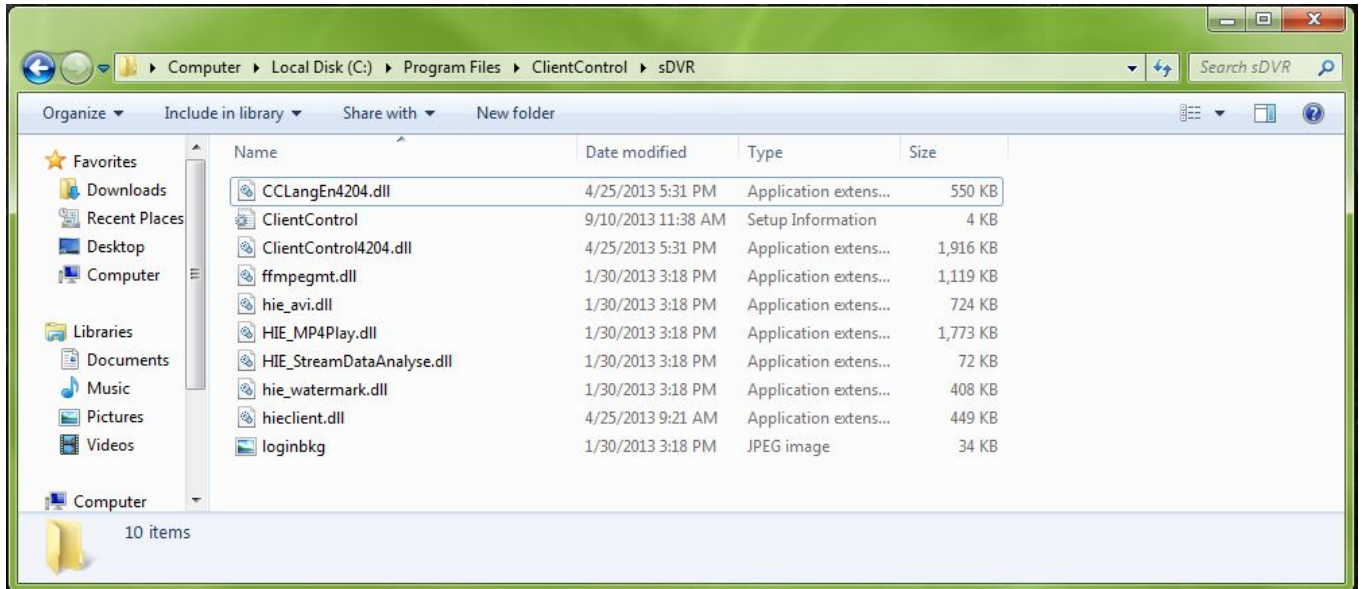 Computer Local Disk (C:) Program Files ClientControl sDVR Search sDVR
Organize Include in library Share with New folder
Favorites
Downloads
Recent Places
Desktop
Computer
Libraries
Documents
Music
Pictures
Videos
Computer
Name Date modified Type Size
CCLangEn4204.dll 4/25/2013 5:31 PM Application extens... 550 KB
ClientControl 9/10/2013 11:38 AM Setup Information 4 KB
ClientControl4204.dll 4/25/2013 5:31 PM Application extens... 1,916 KB
ffmpegmt.dll 1/30/2013 3:18 PM Application extens... 1,119 KB
hie_avi.dll 1/30/2013 3:18 PM Application extens... 724 KB
HIE_MP4Play.dll 1/30/2013 3:18 PM Application extens... 1,773 KB
HIE_StreamDataAnalyse.dll 1/30/2013 3:18 PM Application extens... 72 KB
hie_watermark.dll 1/30/2013 3:18 PM Application extens... 408 KB
hieclient.dll 4/25/2013 9:21 AM Application extens... 449 KB
loginbkg 1/30/2013 3:18 PM JPEG image 34 KB
10 items